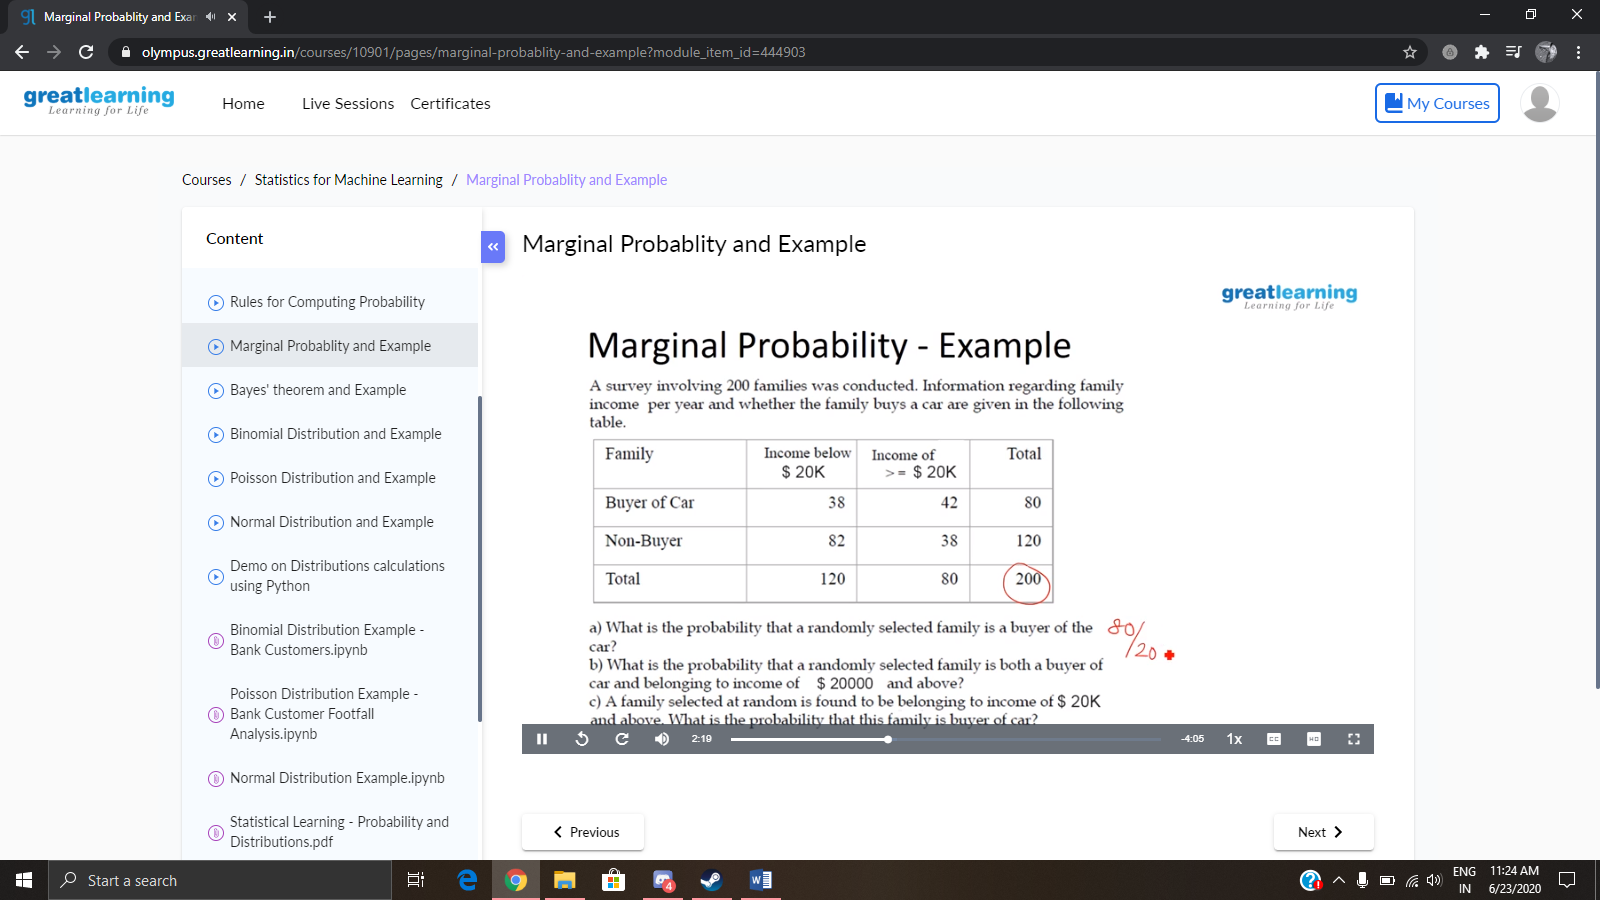 Marginal Probablity and Exar
olympus.greatlearning.in/courses/10901/pages/marginal-probablity-and-example?module_item_id=444903
greatlearning
Learning for Life
Home
Live Sessions
Certificates
My Courses
Courses / Statistics for Machine Learning / Marginal Probablity and Example
Content
Rules for Computing Probability
Marginal Probablity and Example
Bayes' theorem and Example
Binomial Distribution and Example
Poisson Distribution and Example
Normal Distribution and Example
Demo on Distributions calculations
using Python
Binomial Distribution Example -
Bank Customers.ipynb
Poisson Distribution Example -
Bank Customer Footfall
Analysis.ipynb
Normal Distribution Example.ipynb
Statistical Learning - Probability and
Distributions.pdf
Marginal Probablity and Example
greatlearning
Learning for Life
Marginal Probability - Example
A survey involving 200 families was conducted. Information regarding family
income per year and whether the family buys a car are given in the following
table.
Family Income below $ 20K Income of >= $ 20K Total
Buyer of Car 38 42 80
Non-Buyer 82 38 120
Total 120 80 200
a) What is the probability that a randomly selected family is a buyer of the
car?
80/20
b) What is the probability that a randomly selected family is both a buyer of
car and belonging to income of $ 20000 and above?
c) A family selected at random is found to be belonging to income of $ 20K
and above. What is the probability that this family is buyer of car?
2:19
-4:05
1x
CC
HD
Previous
Next
Start a search
4
ENG
IN
11:24 AM
6/23/2020